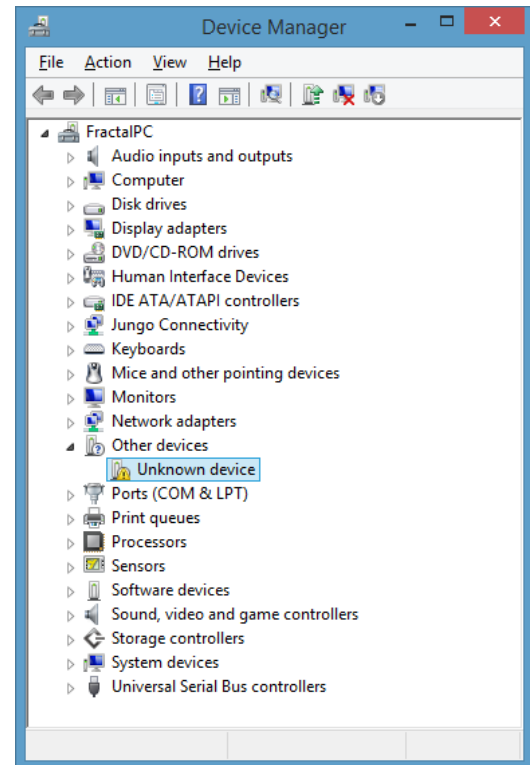 Device Manager
File Action View Help
FractalPC
Audio inputs and outputs
Computer
Disk drives
Display adapters
DVD/CD-ROM drives
Human Interface Devices
IDE ATA/ATAPI controllers
Jungo Connectivity
Keyboards
Mice and other pointing devices
Monitors
Network adapters
Other devices
Unknown device
Ports (COM & LPT)
Print queues
Processors
Sensors
Software devices
Sound, video and game controllers
Storage controllers
System devices
Universal Serial Bus controllers